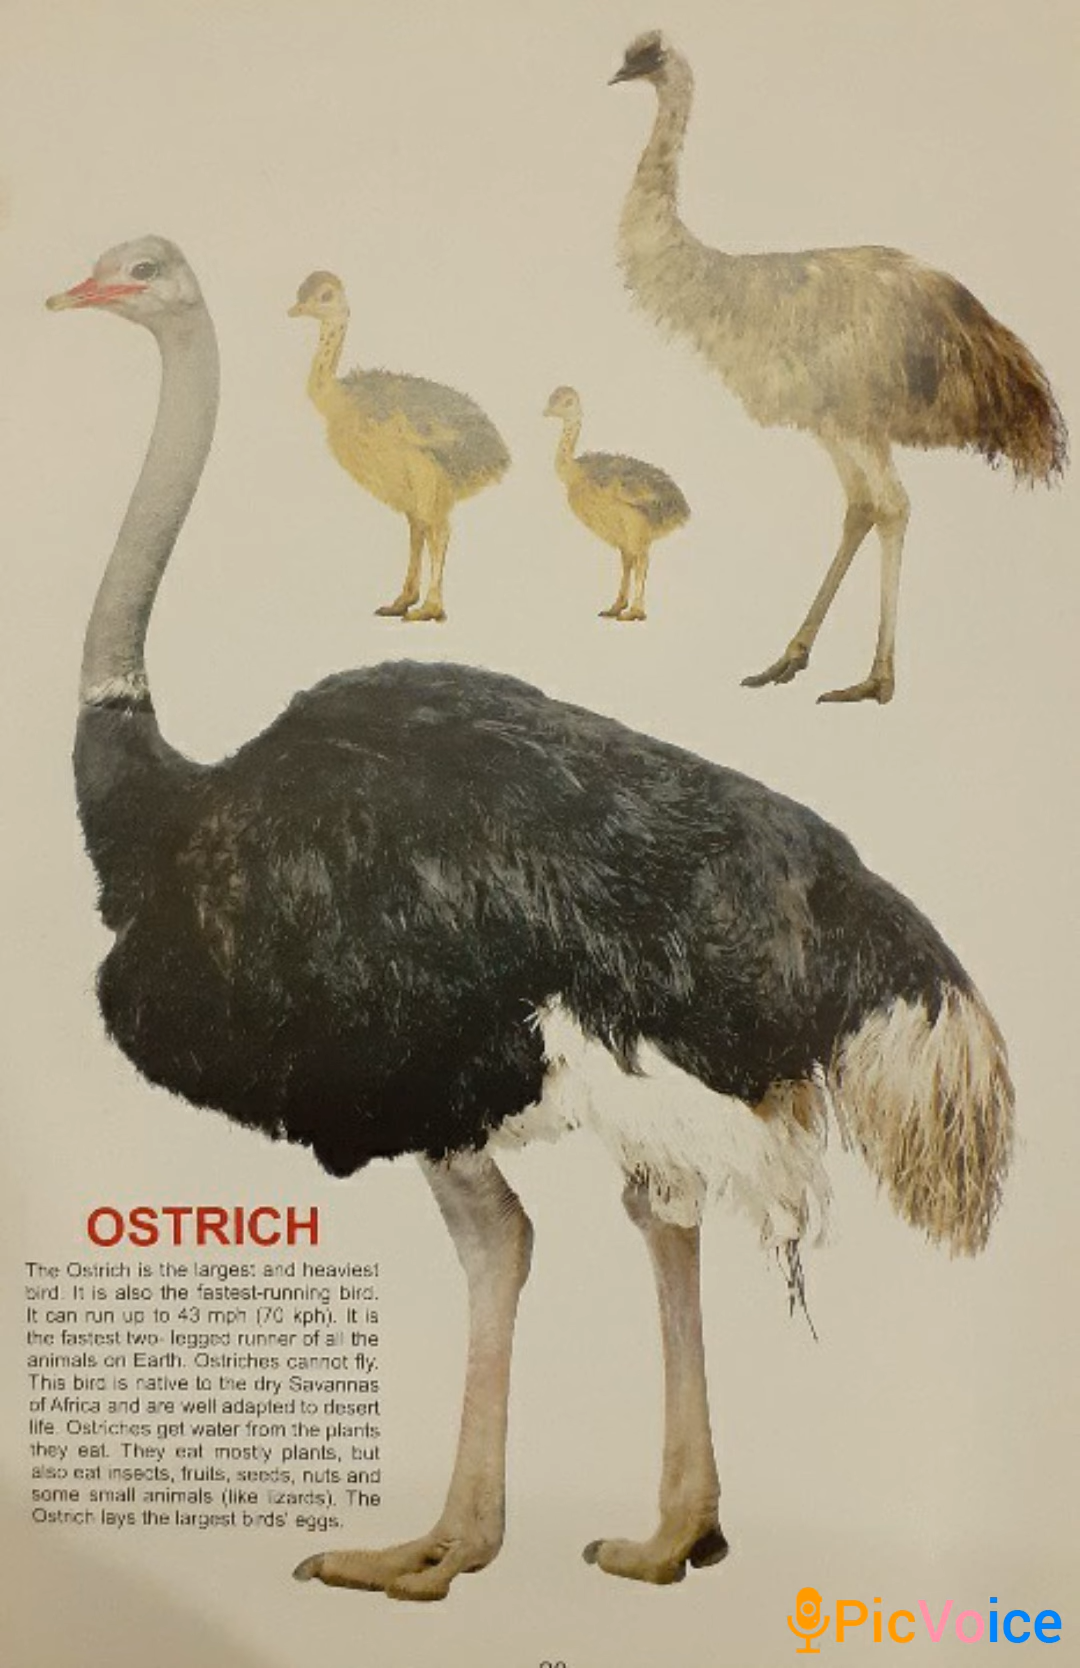 OSTRICH
The Ostrich is the largest and heaviest
bird. It is also the fastest-running bird.
It can run up to 43 mph (70 kph). It is
the fastest two- legged runner of all the
animals on Earth. Ostriches cannot fly.
This bird is native to the dry Savannas
of Africa and are well adapted to desert
life. Ostriches get water from the plants
they eat. They eat mostly plants, but
also eat insects, fruits, seeds, nuts and
some small animals (like lizards). The
Ostrich lays the largest birds' eggs.
PicVoice